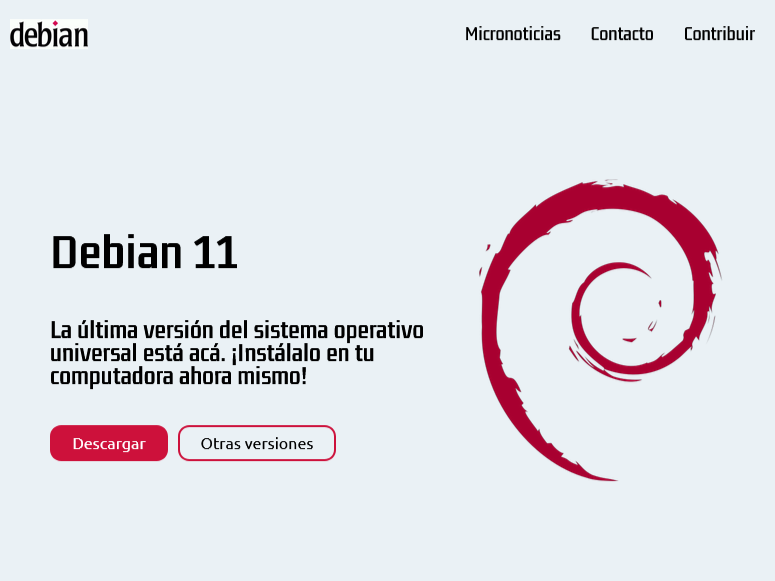 debian
Micronoticias
Contacto
Contribuir
Debian 11
La última versión del sistema operativo
universal está acá. ¡Instálalo en tu
computadora ahora mismo!
Descargar
Otras versiones